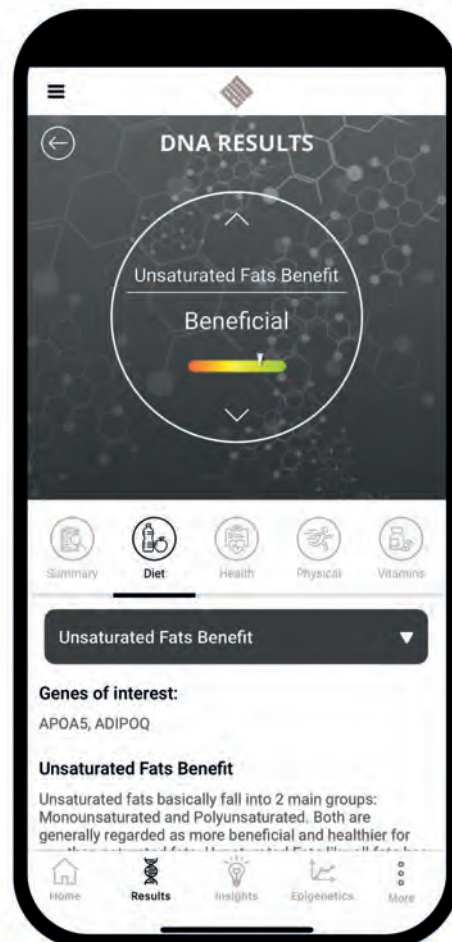 DNA RESULTS
Unsaturated Fats Benefit
Beneficial
Summary
Diet
Health
Physical
Vitamins
Unsaturated Fats Benefit
Genes of interest:
APOA5, ADIPOQ
Unsaturated Fats Benefit
Unsaturated fats basically fall into 2 main groups:
Monounsaturated and Polyunsaturated. Both are
generally regarded as more beneficial and healthier for
Home
Results
Insights
Epigenetics
More